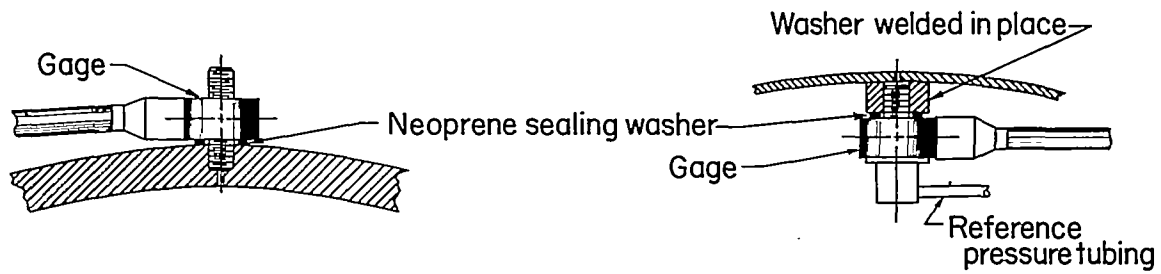 Washer welded in place
Gage
Neoprene sealing washer
Gage
Reference
pressure tubing